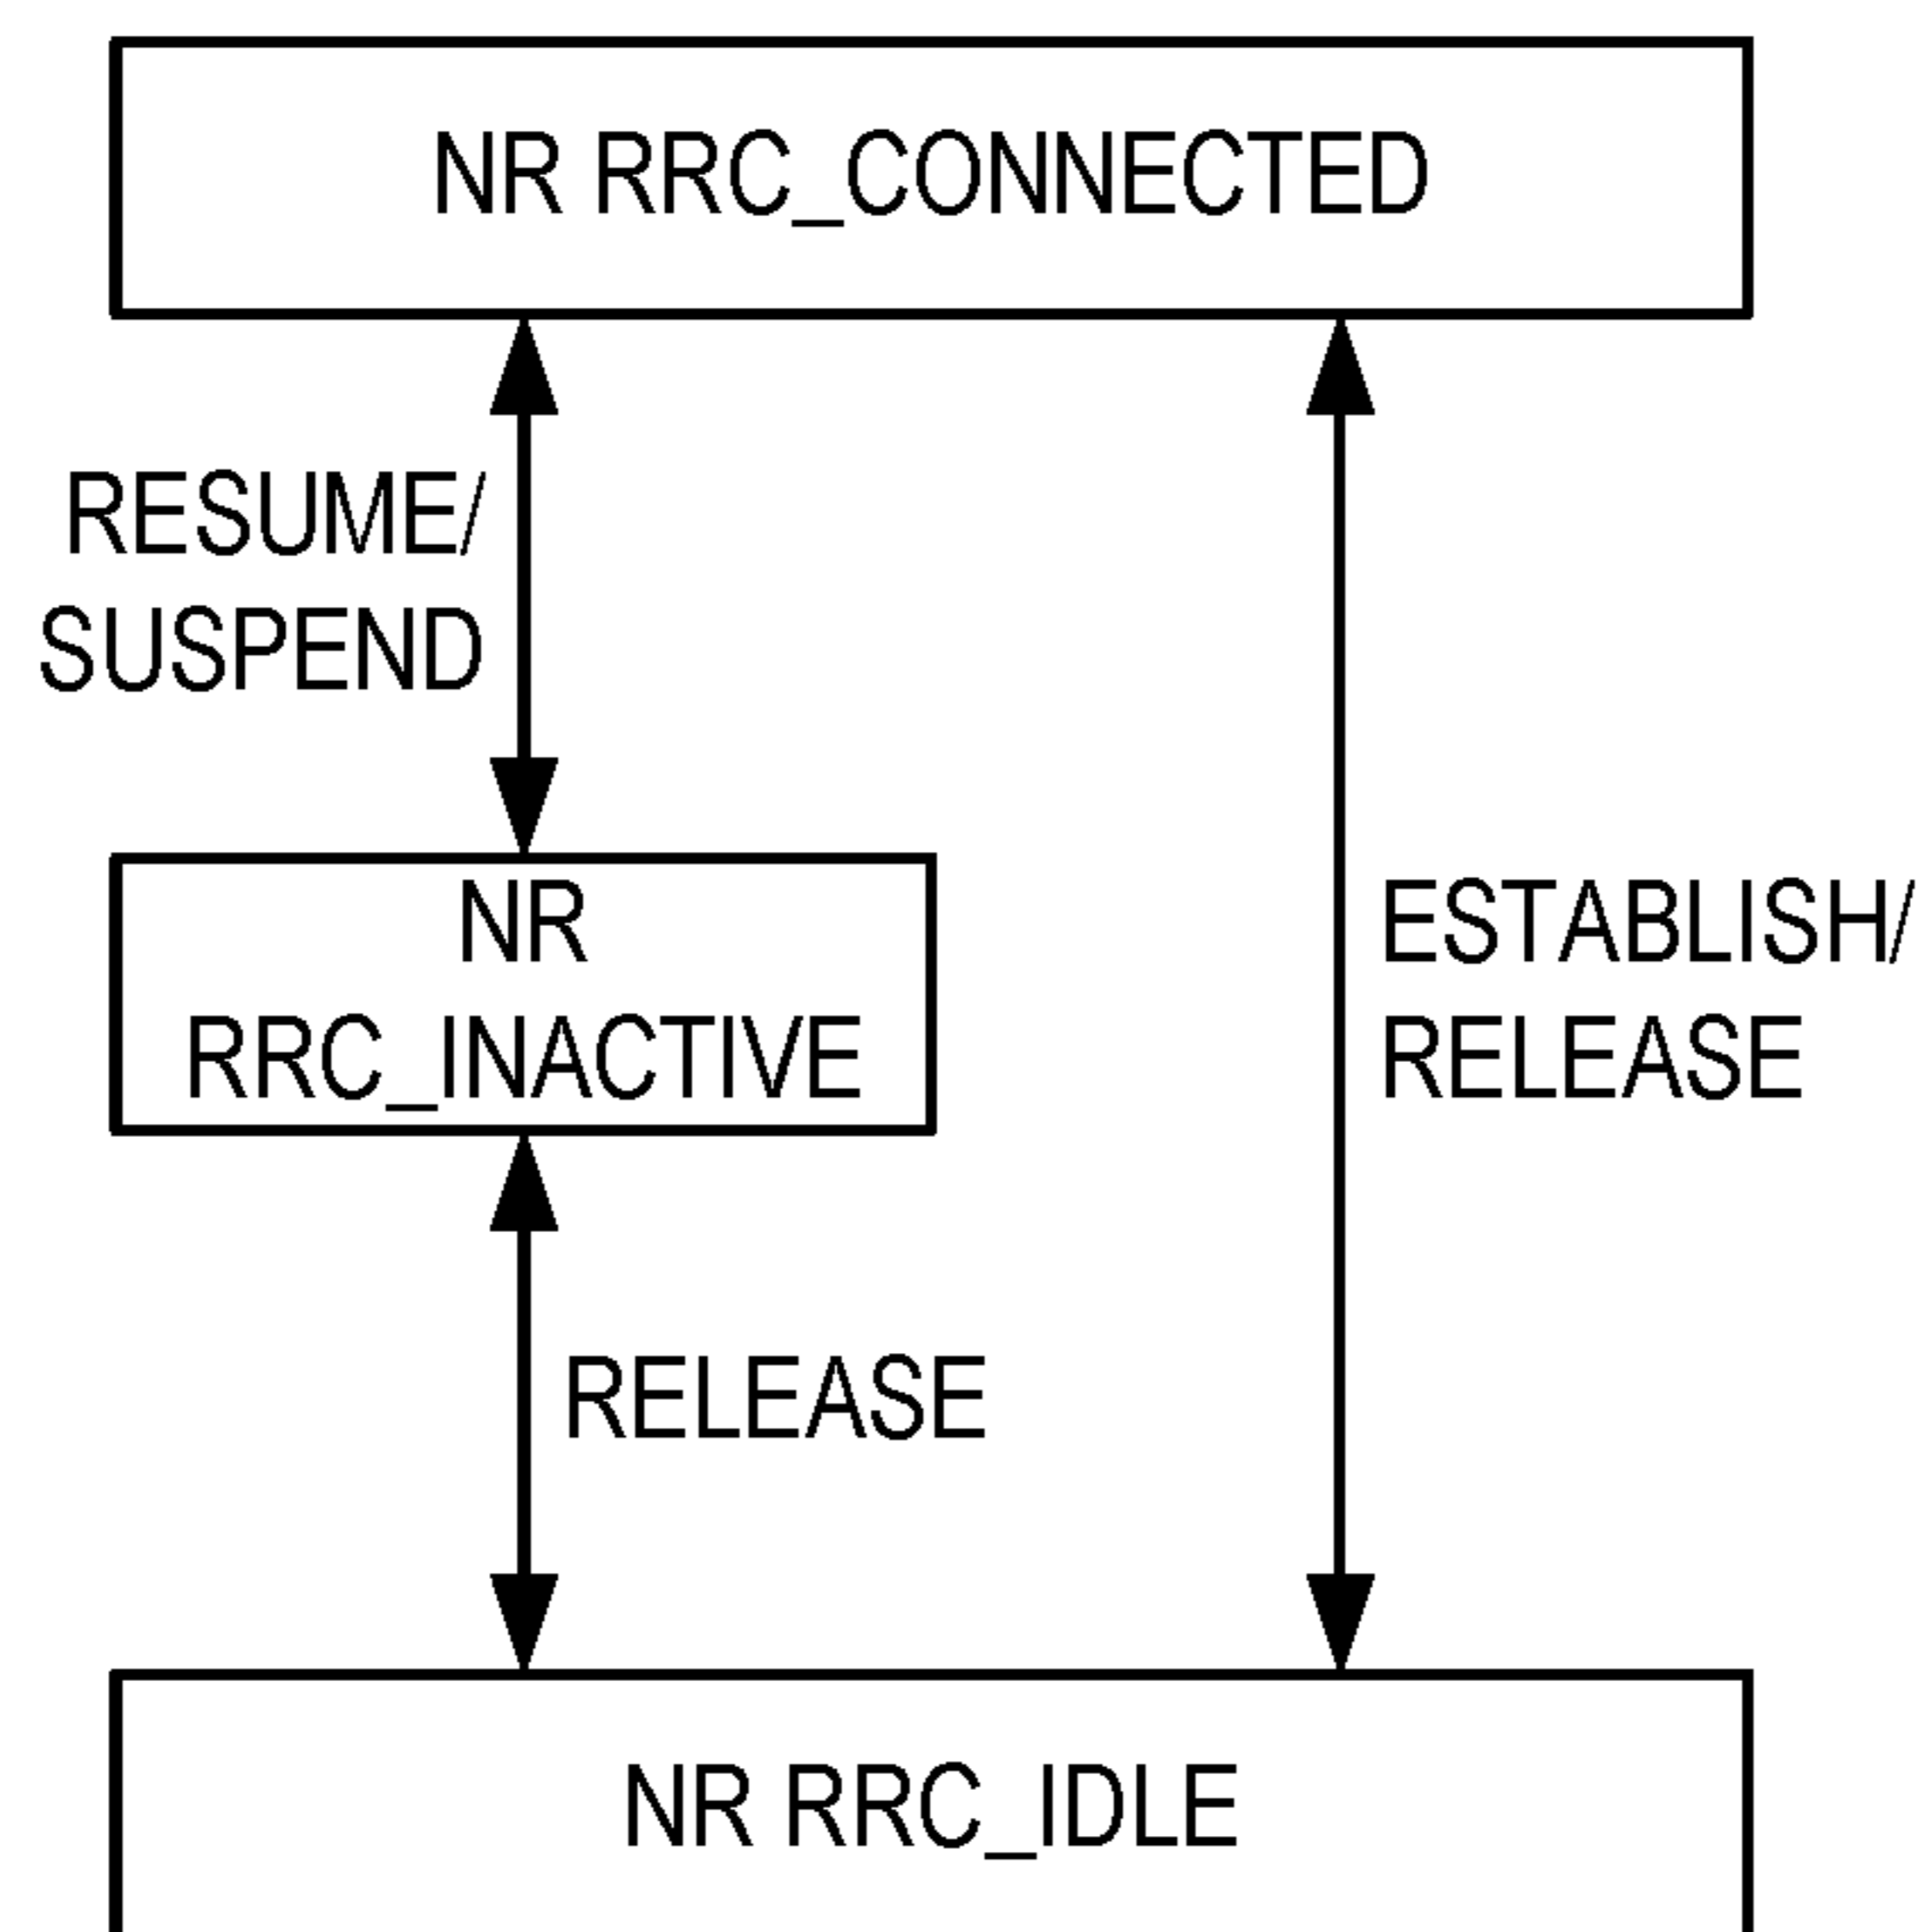 NR RRC_CONNECTED
RESUME/
SUSPEND
NR
RRC_INACTIVE
ESTABLISH/
RELEASE
RELEASE
NR RRC_IDLE